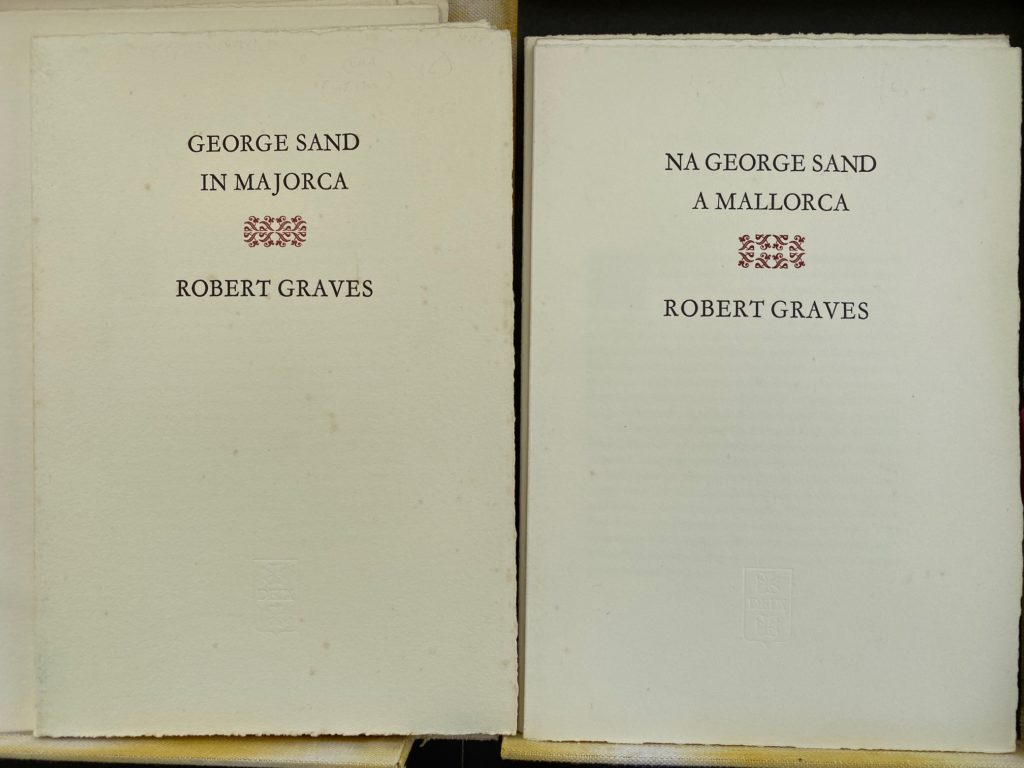 GEORGE SAND
IN MAJORCA
ROBERT GRAVES
NA GEORGE SAND
A MALLORCA
ROBERT GRAVES